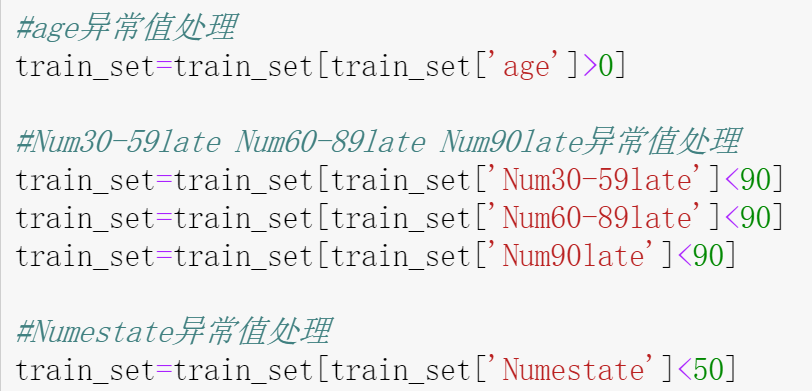 #age异常值处理
train_set=train_set[train_set['age']>0]
#Num30-59late Num60-89late Num90late异常值处理
train_set=train_set[train_set['Num30-59late']<90]
train_set=train_set[train_set['Num60-89late']<90]
train_set=train_set[train_set['Num90late']<90]
#Numestate异常值处理
train_set=train_set[train_set['Numestate']<50]